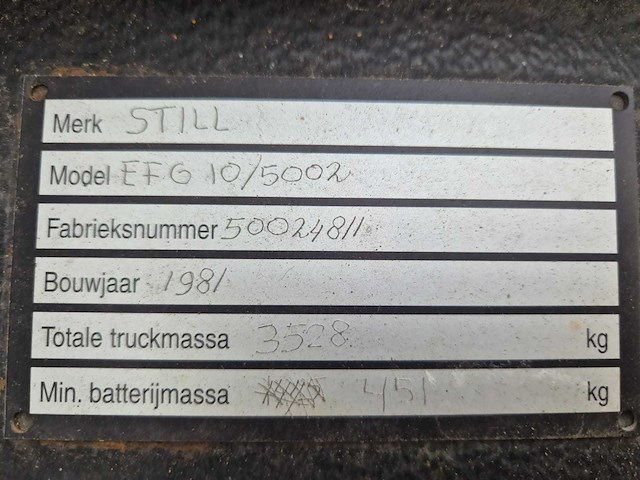 Merk STILL
Model EFG 10/5002
Fabrieksnummer 50024811
Bouwjaar 1981
Totale truckmassa 3528 kg
Min. batterijmassa 451 kg